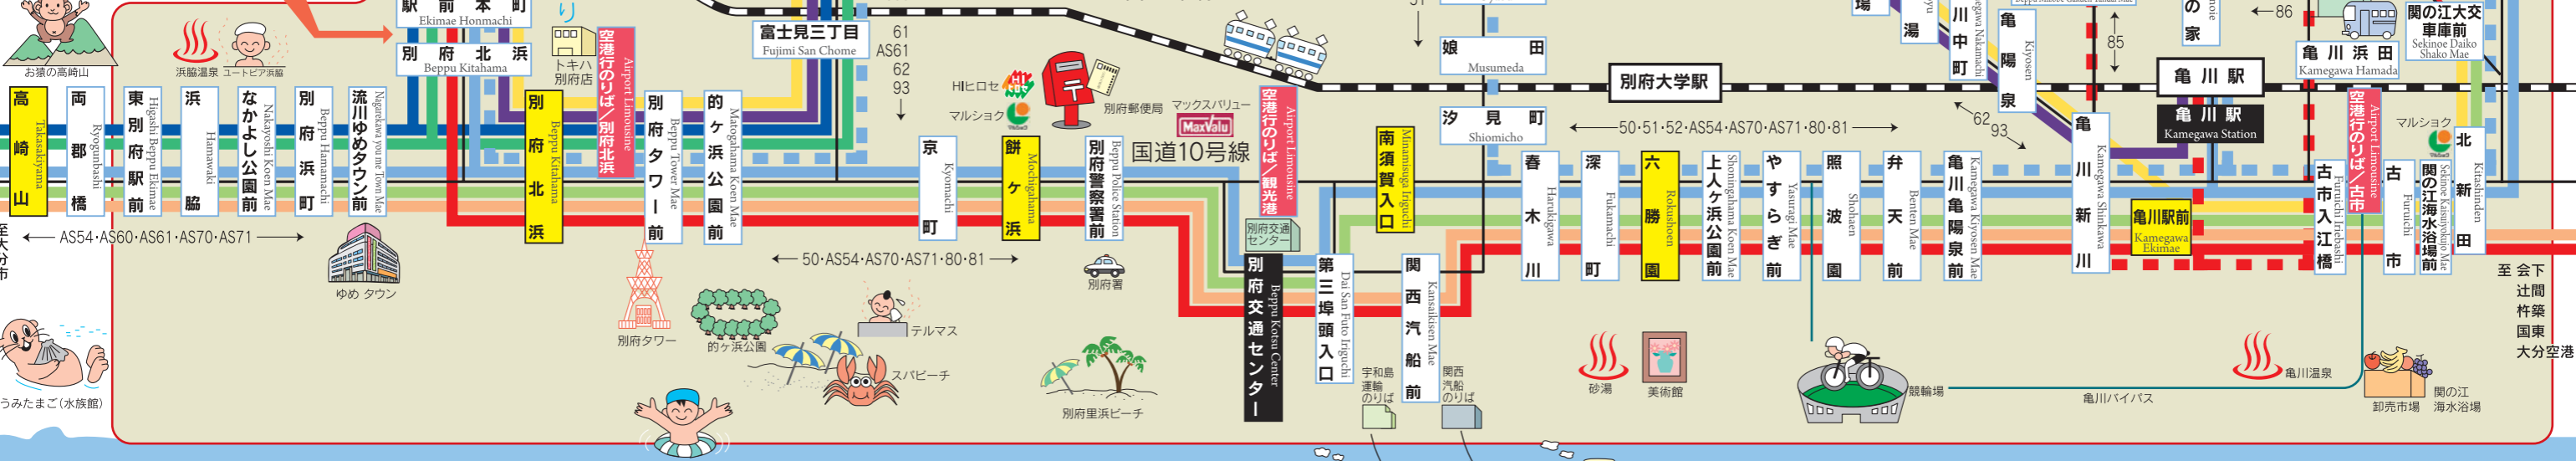 お猿の高崎山
浜脇温泉
ユートピア浜脇
駅前本町
Ekimae Honmachi
別府北浜
Beppu Kitahama
り
トキハ
別府店
空港行のりば／別府北浜
Airport Limousine
富士見三丁目
Fujimi San Chome
61
AS61
62
93
HIヒロセ
マルショク
別府郵便局
マックスバリュー
MaxValu
国道10号線
空港行のりば／観光港
Airport Limousine
娘田
Musumeda
汐見町
Shiomicho
別府大学駅
50・51・52・AS54・AS70・AS71・80・81
場
湯
川中町
亀陽泉
Kiyosen
62
93
85
の家
亀川駅
亀川駅
Kamegawa Station
86
亀川浜田
Kamegawa Hamada
関の江大交
車庫前
Sekinoe Daiko
Shako Mae
空港行のりば／古市
Airport Limousine
マルショク
高崎山
Takasakiyama
両郡橋
Ryogunbashi
東別府駅前
Higashi Beppu Ekimae
浜脇
Hamawaki
なかよし公園前
Nakayoshi Koen Mae
別府浜町
Beppu Hamamachi
流川ゆめタウン前
Nagarekawa you me Town Mae
別府北浜
Beppu Kitahama
別府タワー前
Beppu Tower Mae
的ヶ浜公園前
Matogahama Koen Mae
京町
Kyomachi
餅ヶ浜
Mochigahama
別府警察署前
Beppu Police Station
別府交通
センター
別府交通センター
Beppu Kotsu Center
第三埠頭入口
Dai San Futo Iriguchi
南須賀入口
Minamisuga Iriguchi
関西汽船前
Kansaikisen Mae
春木川
Harukigawa
深町
Fukamachi
六勝園
Rokushoen
上人ヶ浜公園前
Shoningahama Koen Mae
やすらぎ前
Yasuragi Mae
照波園
Shohaen
弁天前
Benten Mae
亀川亀陽泉前
Kamegawa Kiyosen Mae
亀川新川
Kamegawa Shinkawa
亀川駅前
Kamegawa
Ekimae
古市入江橋
Furuichi Iriebashi
古市
Furuichi
関の江海水浴場前
Sekinoe Kaisuiyokujo Mae
北新田
Kitashinden
至大分市
AS54・AS60・AS61・AS70・AS71
50・AS54・AS70・AS71・80・81
ゆめ タウン
別府タワー
的ケ浜公園
テルマス
スパビーチ
別府署
別府里浜ビーチ
宇和島
運輸
のりば
関西
汽船
のりば
砂湯
美術館
競輪場
亀川バイパス
亀川温泉
卸売市場
関の江
海水浴場
至 会下
辻間
杵築
国東
大分空港
うみたまご(水族館)